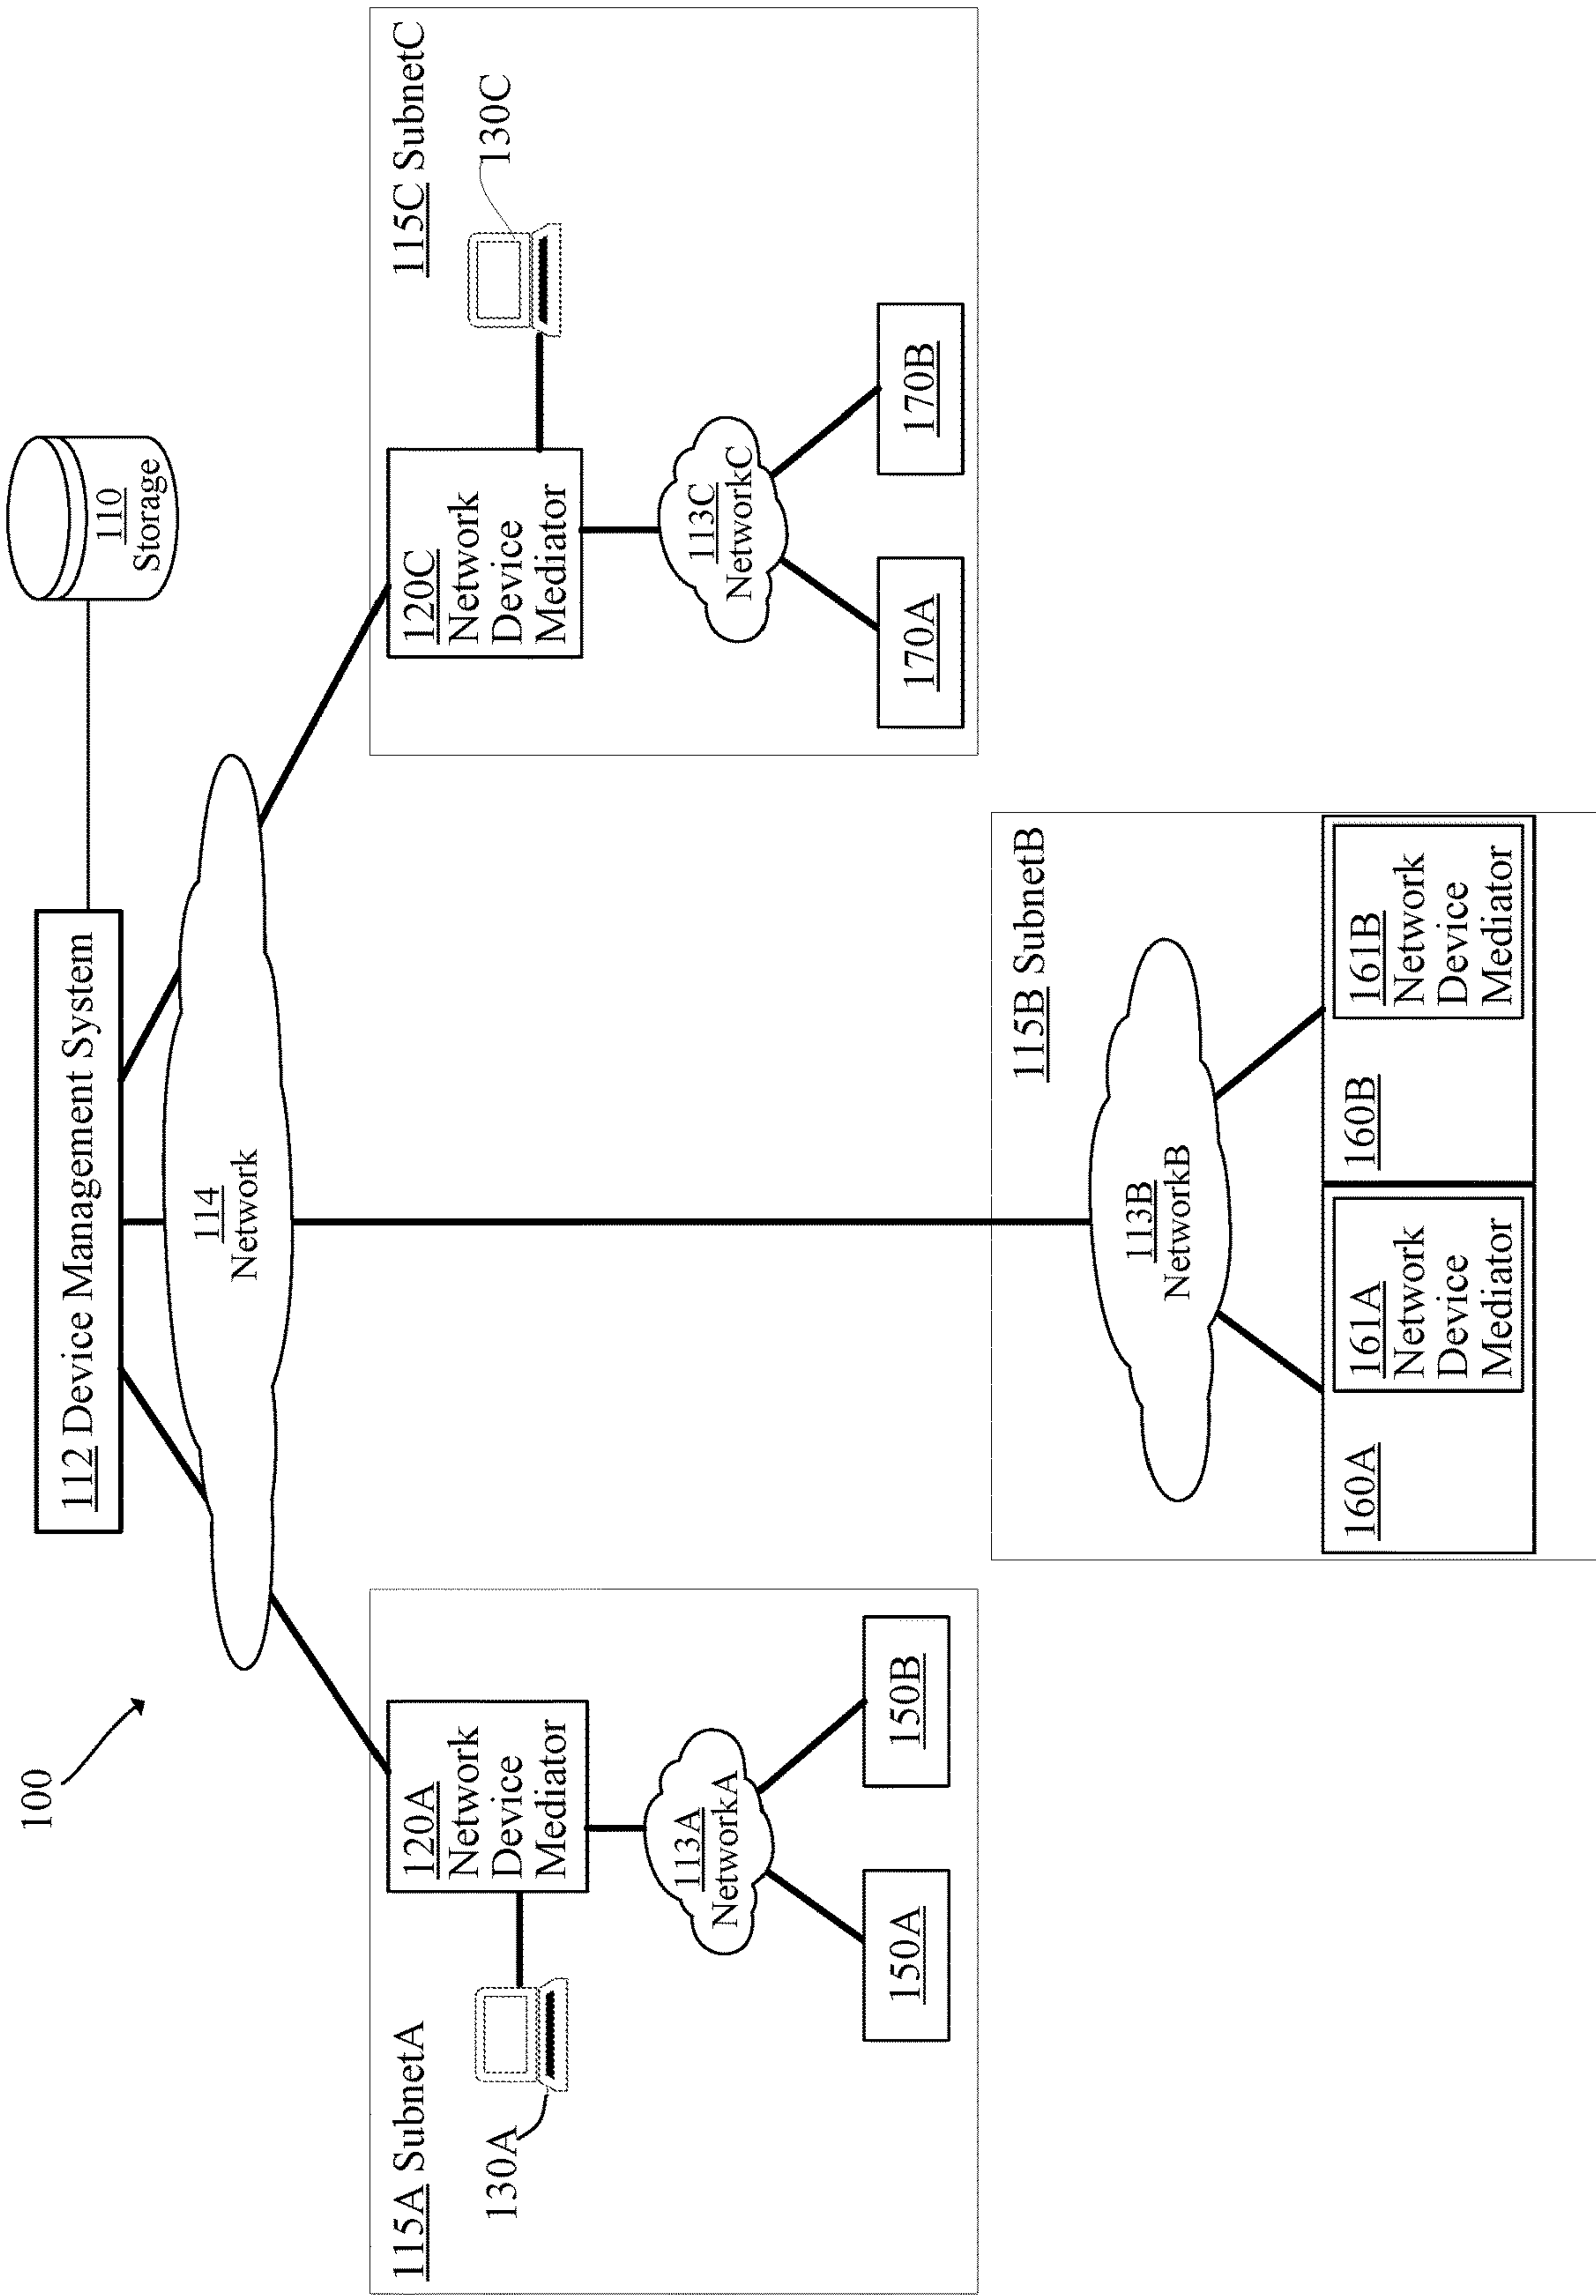 100
112 Device Management System
110
Storage
114
Network
115A SubnetA
130A
120A
Network
Device
Mediator
113A
NetworkA
150A
150B
115B SubnetB
113B
NetworkB
160A
161A
Network
Device
Mediator
160B
161B
Network
Device
Mediator
115C SubnetC
130C
120C
Network
Device
Mediator
113C
NetworkC
170A
170B